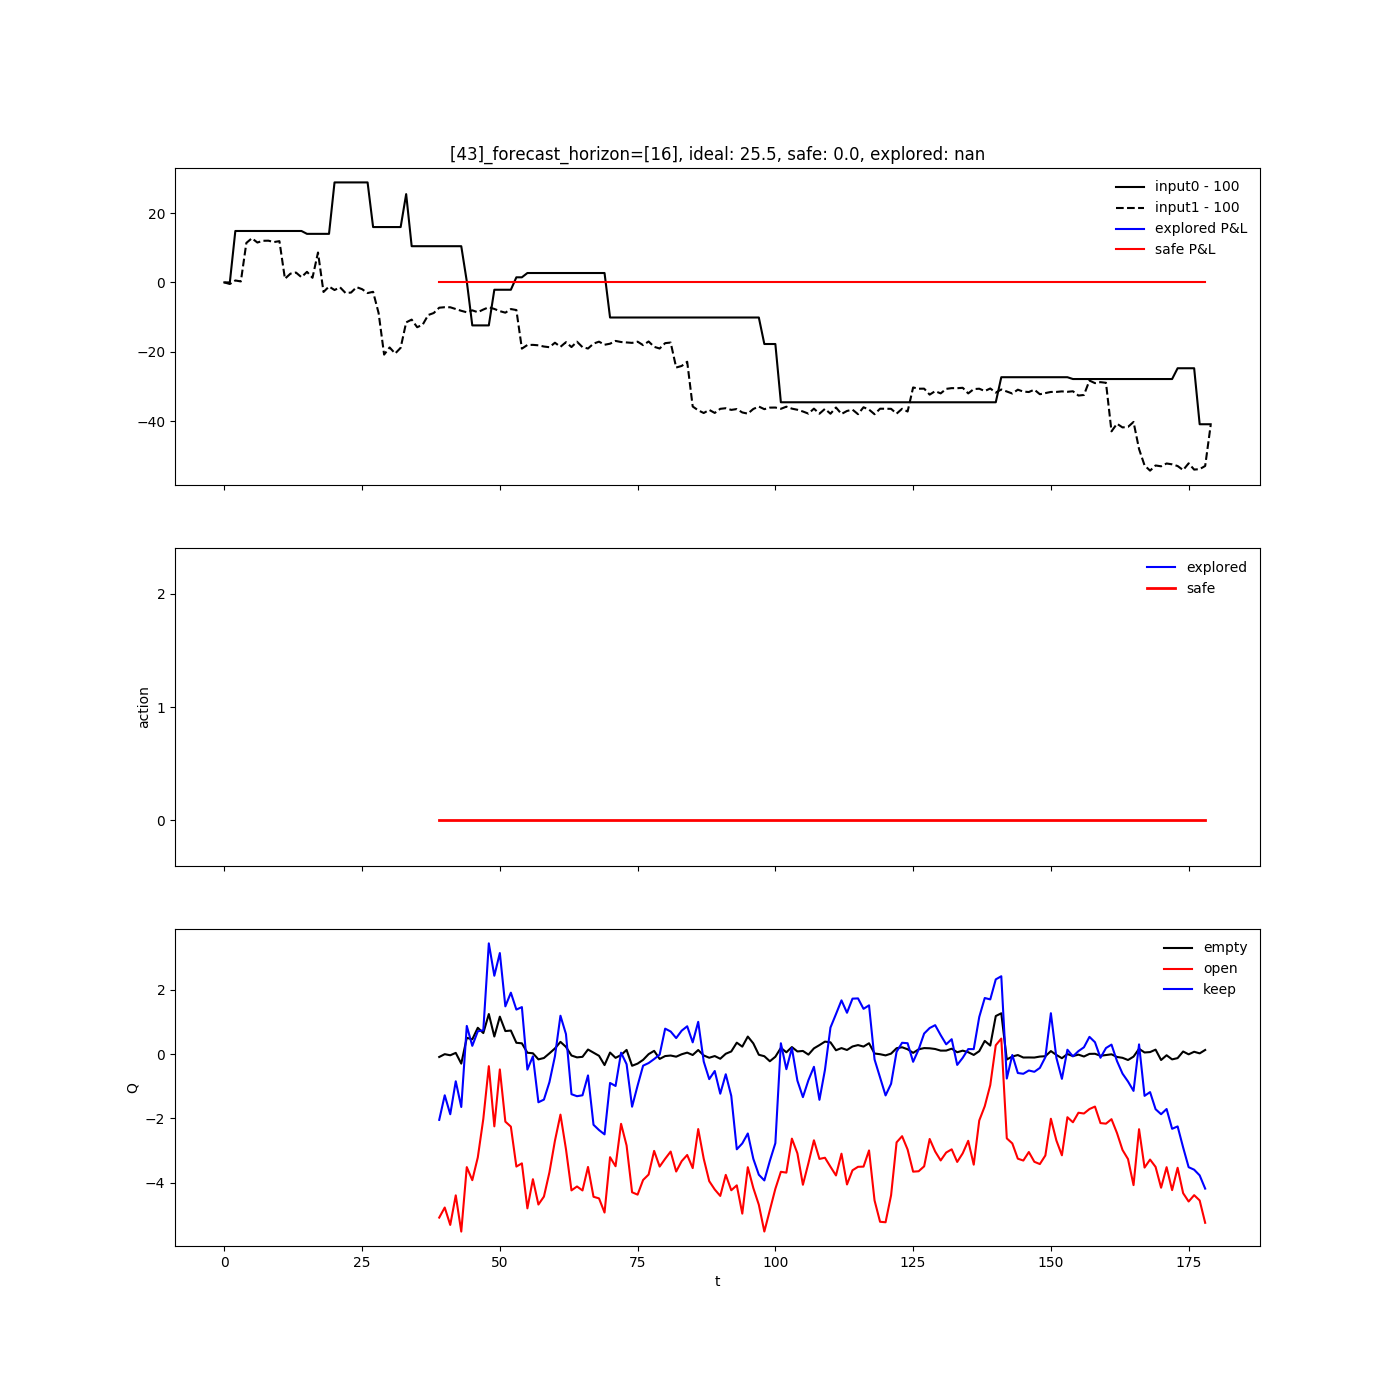 [43]_forecast_horizon=[16], ideal: 25.5, safe: 0.0, explored: nan
input0 - 100
input1 - 100
explored P&L
safe P&L
20
0
−20
−40
explored
safe
2
1
0
action
empty
open
keep
2
0
−2
−4
Q
0 25 50 75 100 125 150 175
t